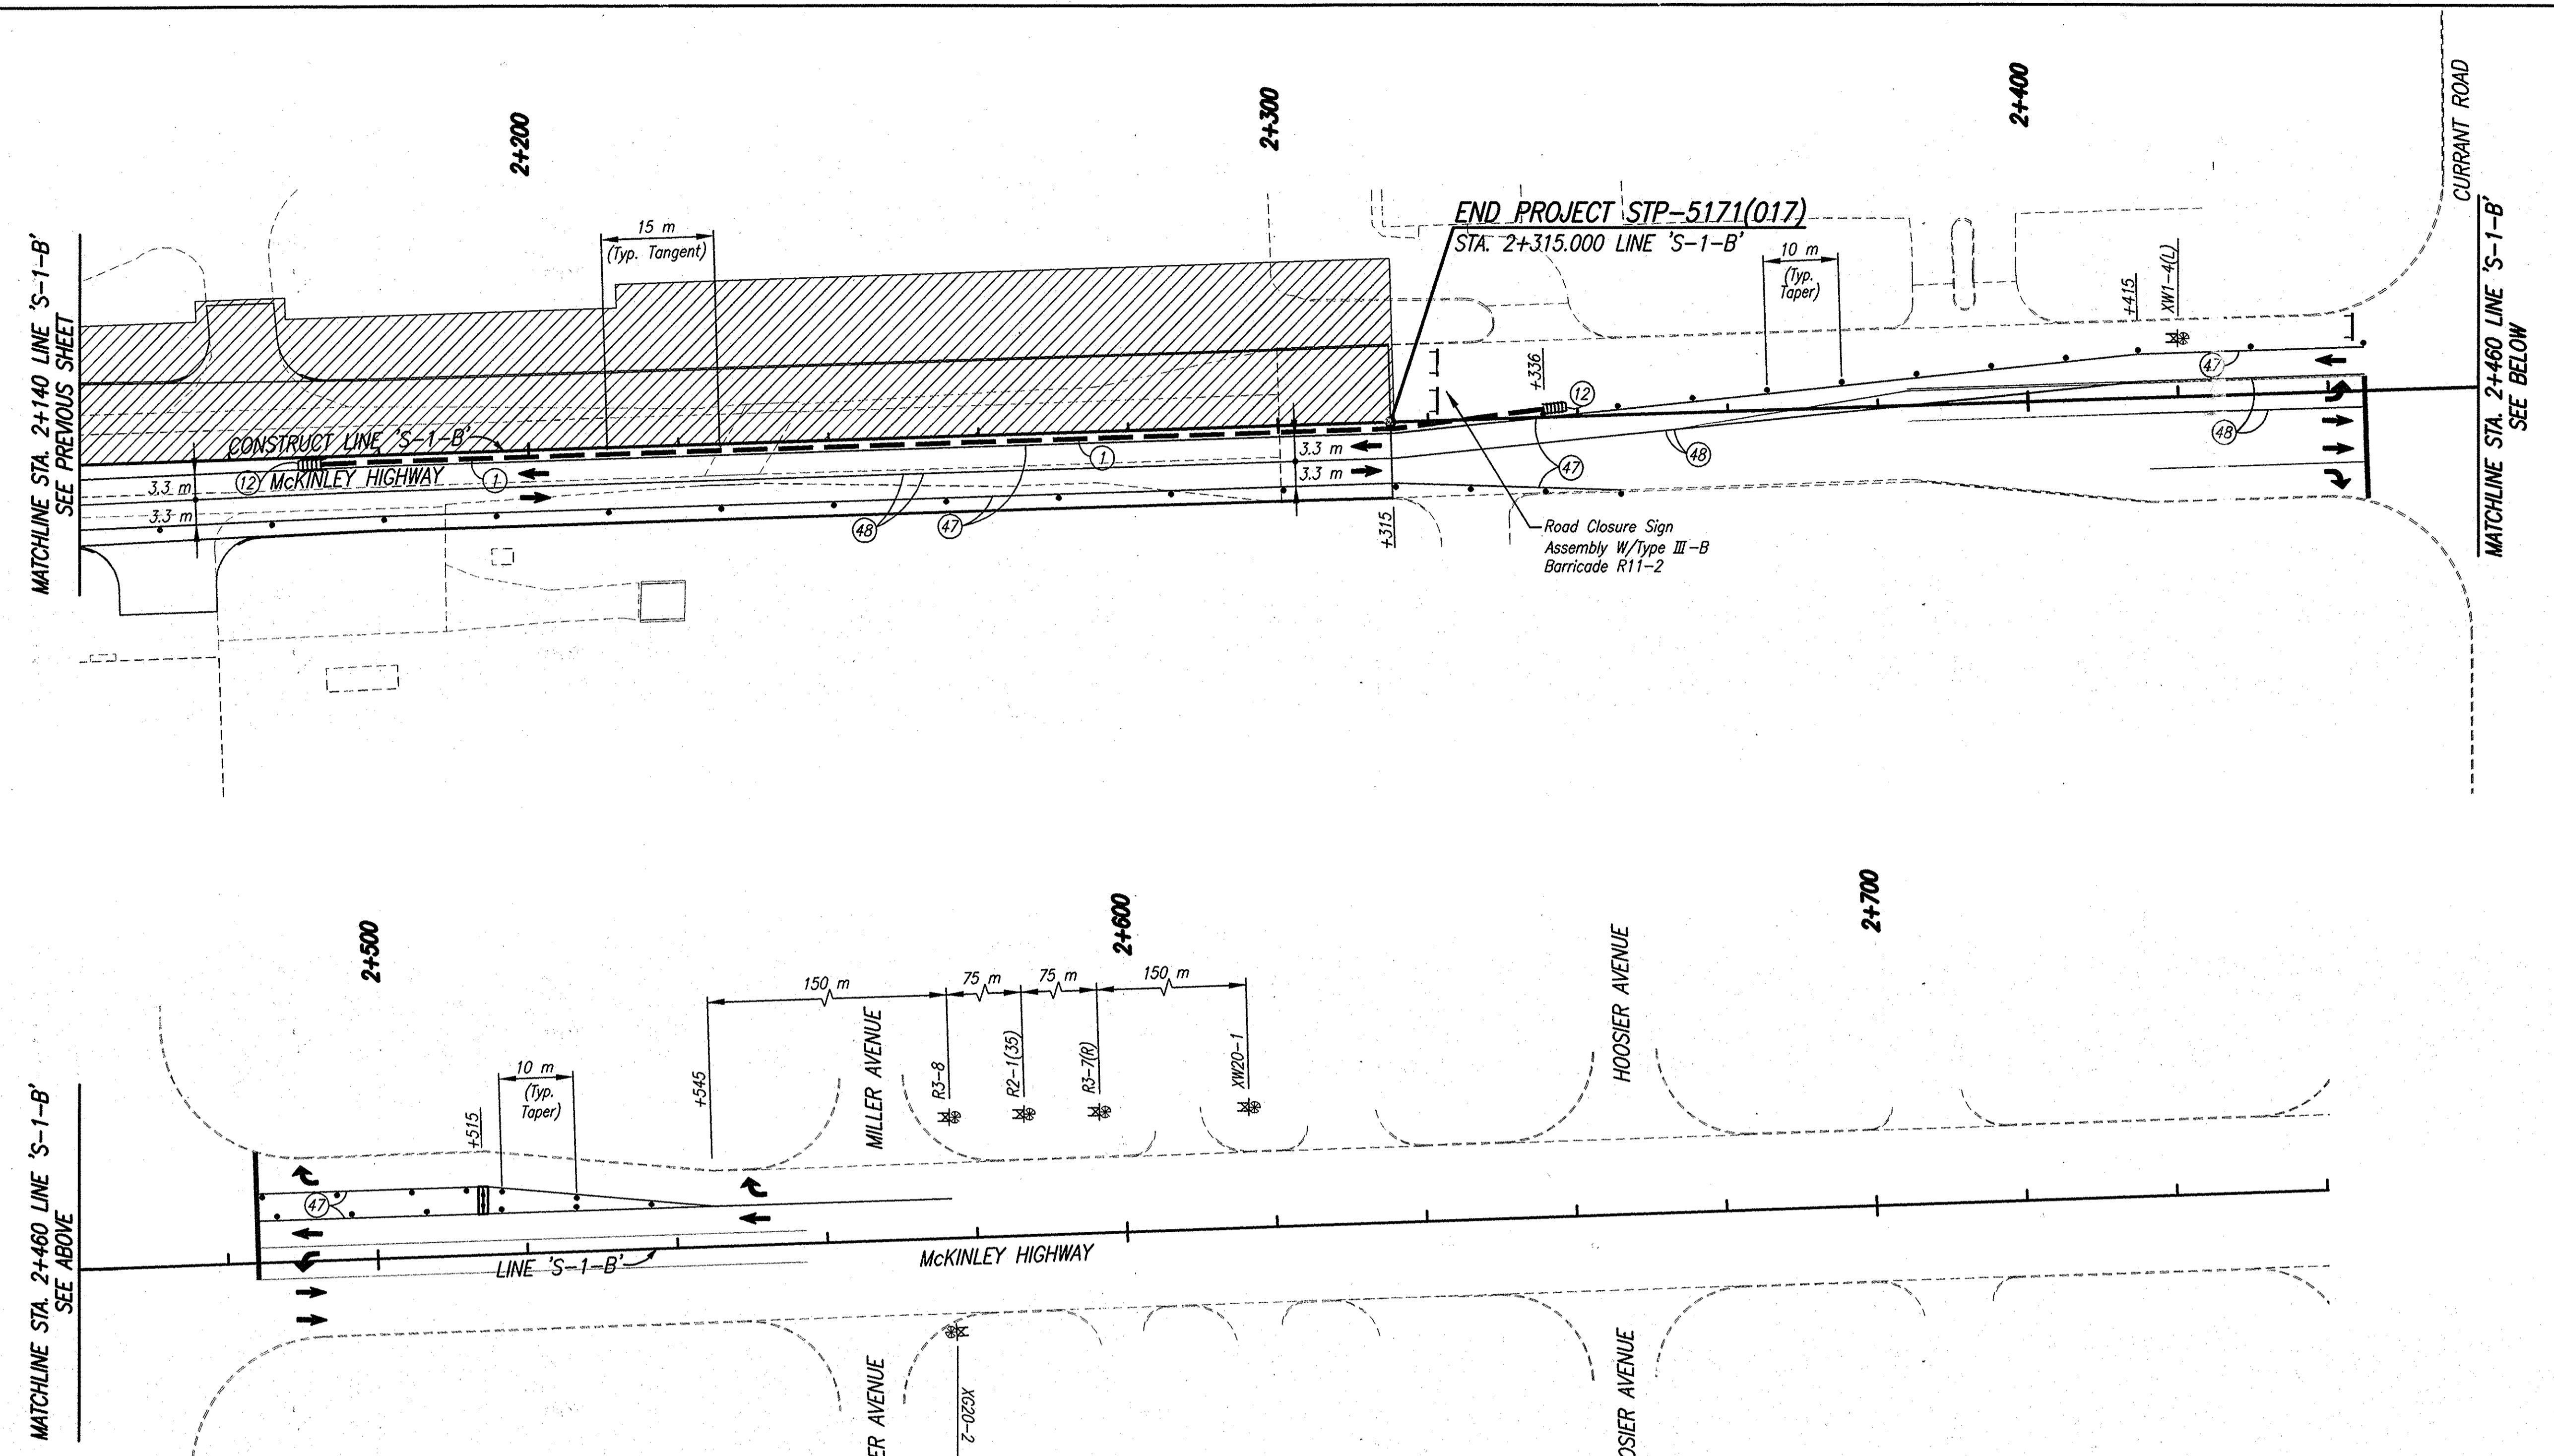 2+200
2+300
2+400
CURRANT ROAD
MATCHLINE STA. 2+140 LINE 'S-1-B'
SEE PREVIOUS SHEET
15 m
(Typ. Tangent)
END PROJECT STP-5171(017)
STA. 2+315.000 LINE 'S-1-B'
10 m
(Typ.
Taper)
+415
XW1-4(L)
+336
12
47
48
CONSTRUCT LINE 'S-1-B'
12
McKINLEY HIGHWAY
1
1
3.3 m
3.3 m
3.3 m
3.3 m
48
47
47
48
+315
Road Closure Sign
Assembly W/Type III-B
Barricade R11-2
MATCHLINE STA. 2+460 LINE 'S-1-B'
SEE BELOW
2+500
2+600
2+700
150 m
75 m
75 m
150 m
+545
MILLER AVENUE
R3-8
R2-1(35)
R3-7(R)
XW20-1
HOOSIER AVENUE
MATCHLINE STA. 2+460 LINE 'S-1-B'
SEE ABOVE
+515
10 m
(Typ.
Taper)
47
LINE 'S-1-B'
McKINLEY HIGHWAY
ER AVENUE
XG20-2
OSIER AVENUE